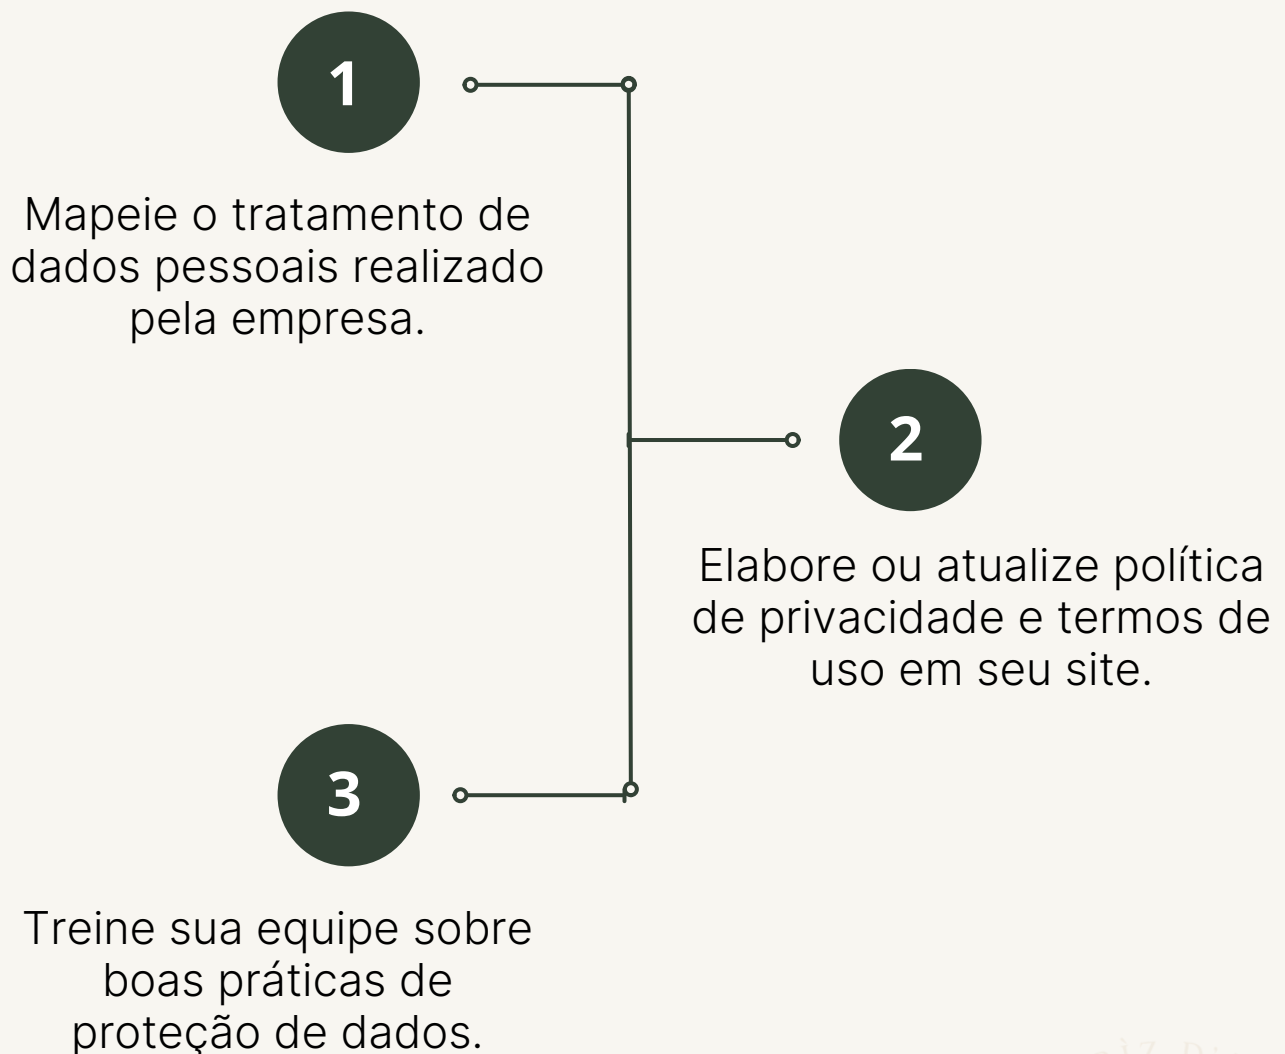 1
Mapeie o tratamento de
dados pessoais realizado
pela empresa.
2
Elabore ou atualize política
de privacidade e termos de
uso em seu site.
3
Treine sua equipe sobre
boas práticas de
proteção de dados.